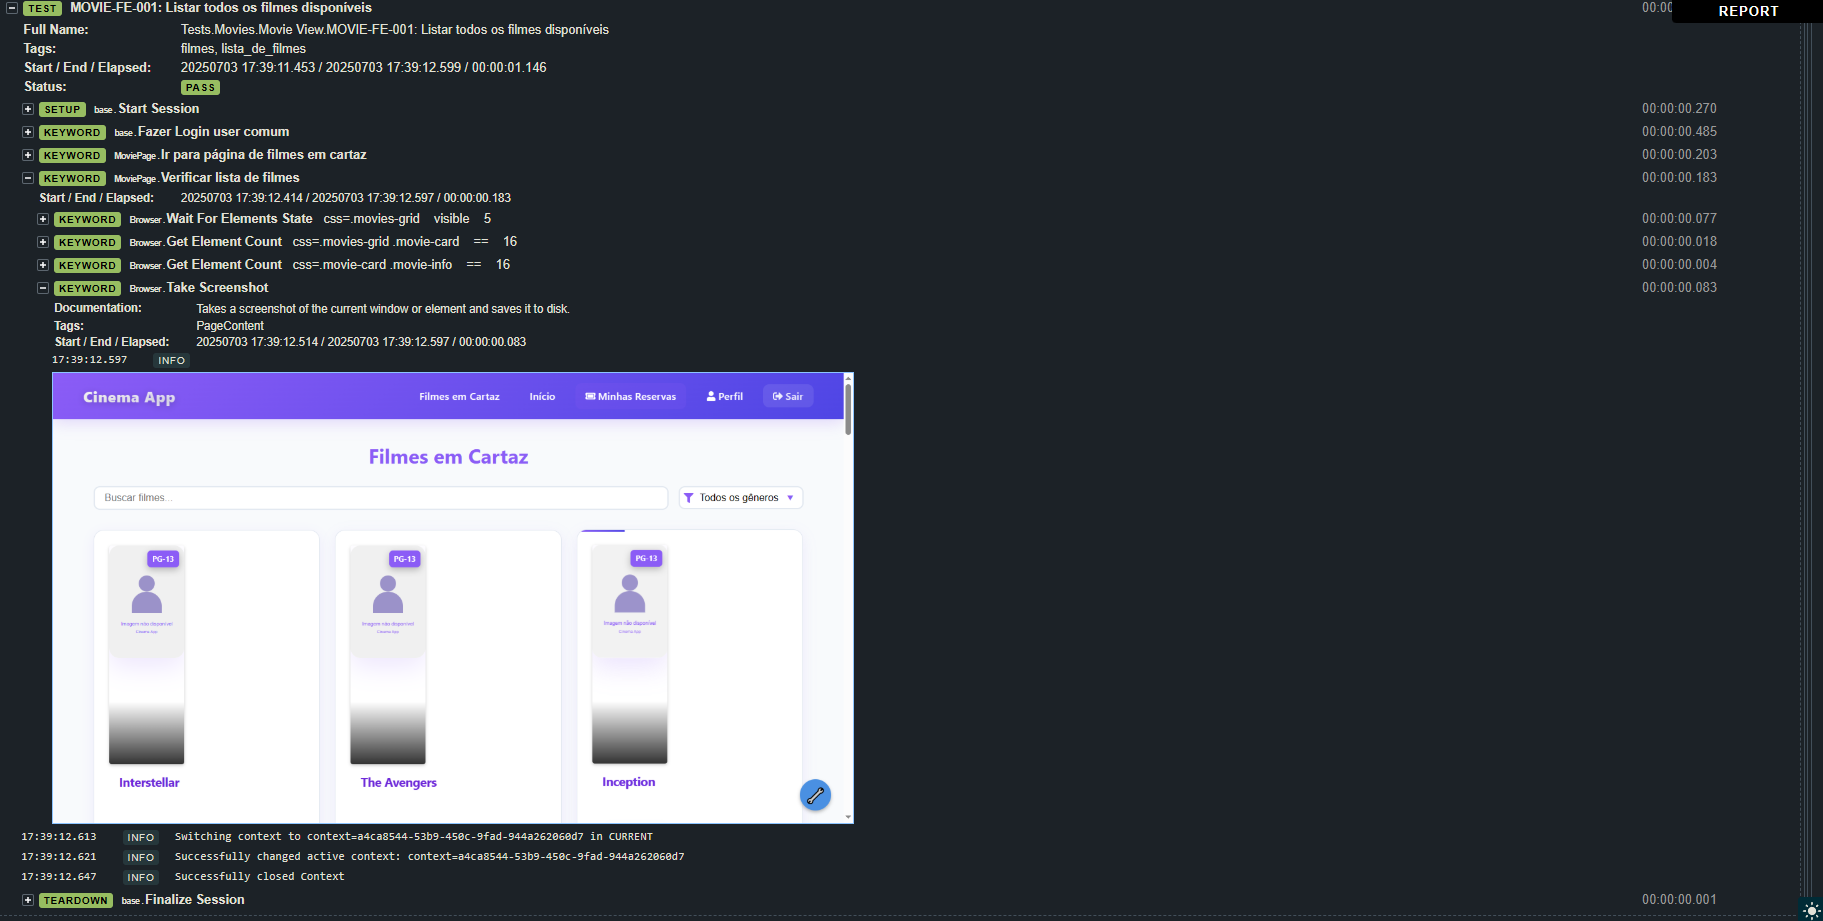 TEST MOVIE-FE-001: Listar todos os filmes disponíveis 00:00
REPORT
Full Name: Tests.Movies.Movie View.MOVIE-FE-001: Listar todos os filmes disponíveis
Tags: filmes, lista_de_filmes
Start / End / Elapsed: 20250703 17:39:11.453 / 20250703 17:39:12.599 / 00:00:01.146
Status: PASS
SETUP base. Start Session 00:00:00.270
KEYWORD base. Fazer Login user comum 00:00:00.485
KEYWORD MoviePage. Ir para página de filmes em cartaz 00:00:00.203
KEYWORD MoviePage. Verificar lista de filmes 00:00:00.183
Start / End / Elapsed: 20250703 17:39:12.414 / 20250703 17:39:12.597 / 00:00:00.183
KEYWORD Browser. Wait For Elements State css=.movies-grid visible 5 00:00:00.077
KEYWORD Browser. Get Element Count css=.movies-grid .movie-card == 16 00:00:00.018
KEYWORD Browser. Get Element Count css=.movie-card .movie-info == 16 00:00:00.004
KEYWORD Browser. Take Screenshot 00:00:00.083
Documentation: Takes a screenshot of the current window or element and saves it to disk.
Tags: PageContent
Start / End / Elapsed: 20250703 17:39:12.514 / 20250703 17:39:12.597 / 00:00:00.083
17:39:12.597 INFO
Cinema App Filmes em Cartaz Início Minhas Reservas Perfil Sair
Filmes em Cartaz
Buscar filmes... Todos os gêneros
PG-13 PG-13 PG-13
Imagem não disponível Imagem não disponível Imagem não disponível
Cinema App Cinema App Cinema App
Interstellar The Avengers Inception
17:39:12.613 INFO Switching context to context=a4ca8544-53b9-450c-9fad-944a262060d7 in CURRENT
17:39:12.621 INFO Successfully changed active context: context=a4ca8544-53b9-450c-9fad-944a262060d7
17:39:12.647 INFO Successfully closed Context
TEARDOWN base. Finalize Session 00:00:00.001